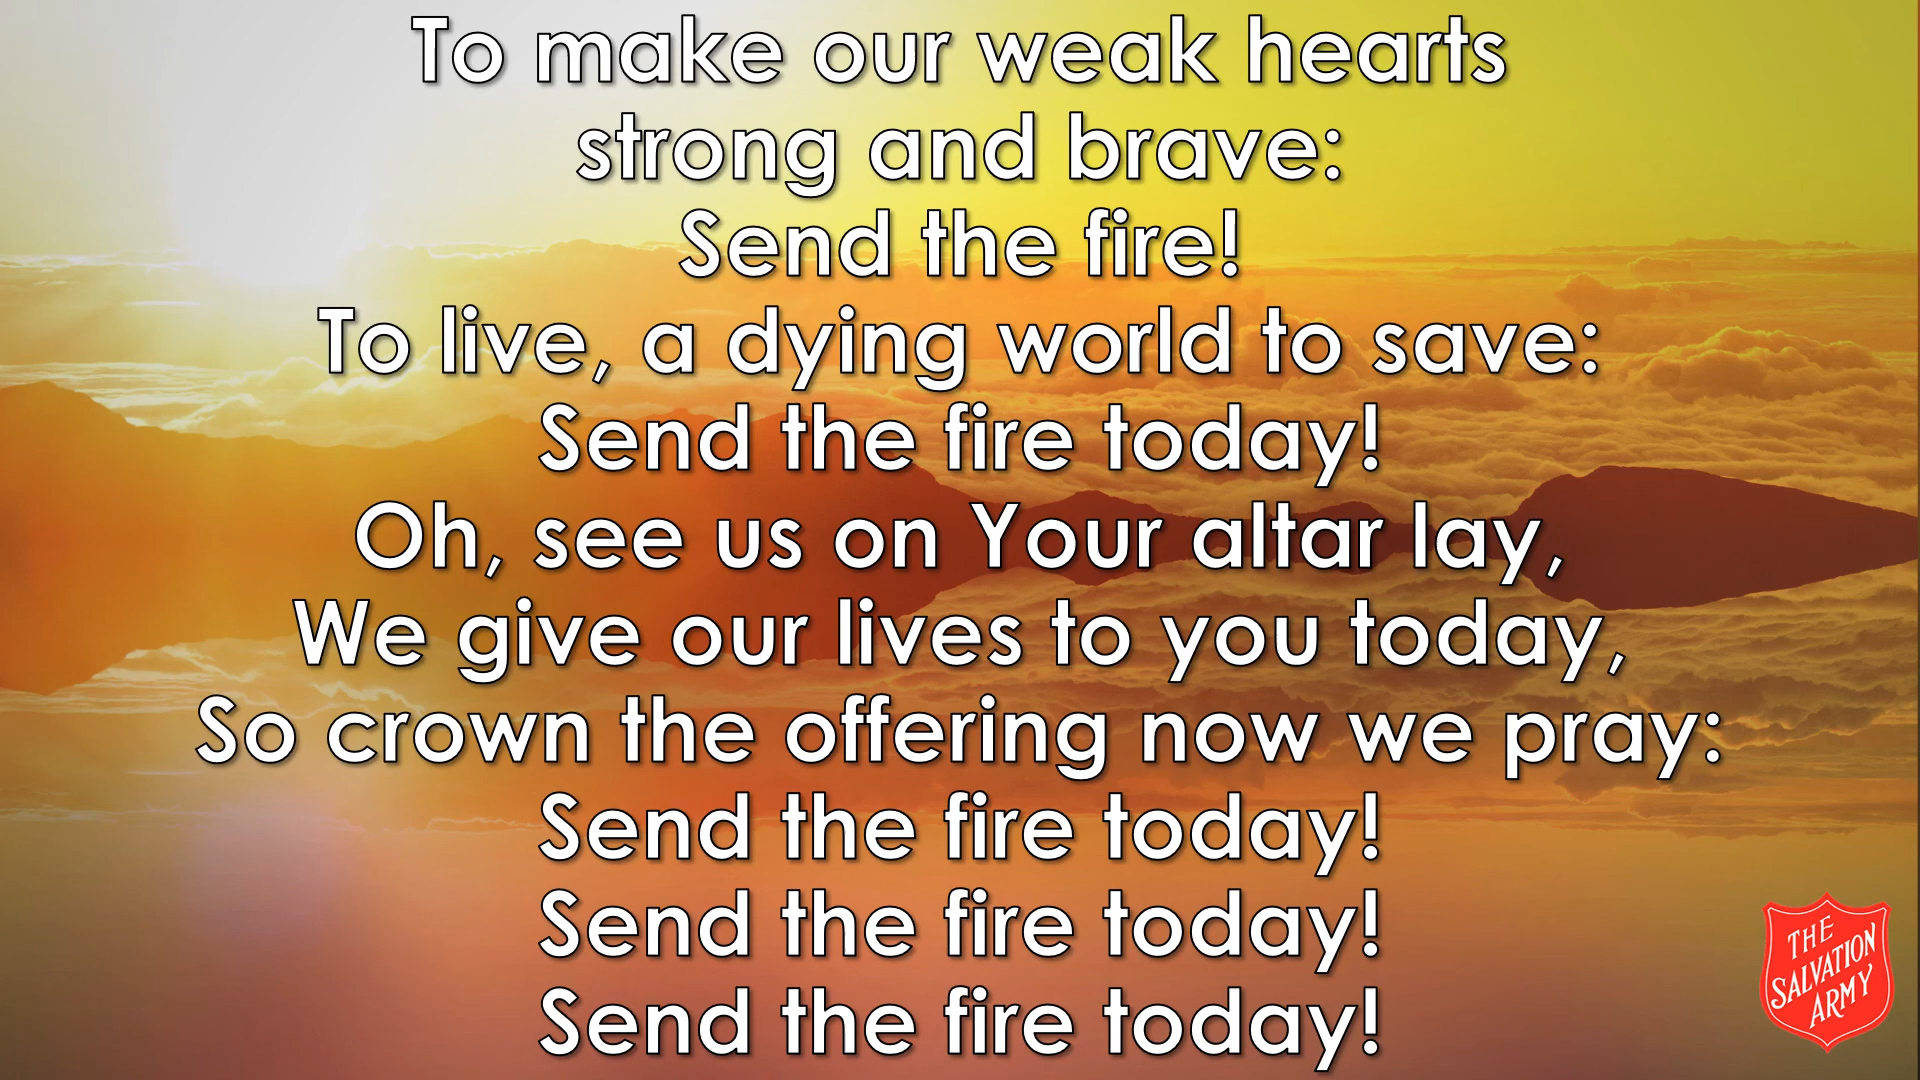 To make our weak hearts
strong and brave:
Send the fire!
To live, a dying world to save:
Send the fire today!
Oh, see us on Your altar lay,
We give our lives to you today,
So crown the offering now we pray:
Send the fire today!
Send the fire today!
Send the fire today!
THE
SALVATION
ARMY